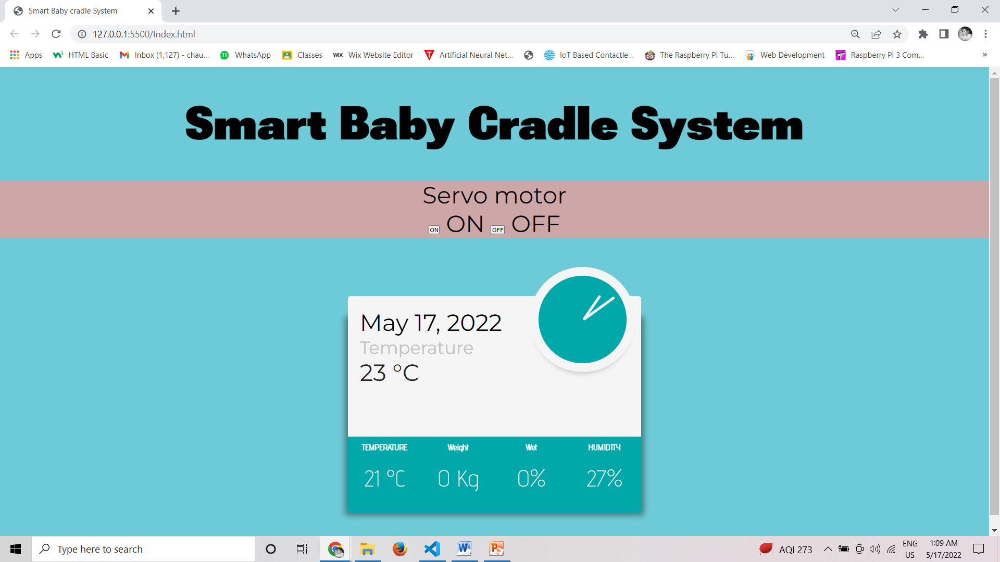 Smart Baby cradle System
127.0.0.1:5500/Index.html
Apps HTML Basic Inbox (1,127) - chau... WhatsApp Classes WIX Wix Website Editor Artificial Neural Net... IoT Based Contactle... The Raspberry Pi Tu... Web Development Raspberry Pi 3 Com... »
Smart Baby Cradle System
Servo motor
ON ON OFF OFF
May 17, 2022
Temperature
23 °C
TEMPERATURE Weight Wet HUMIDITY
21 °C 0 Kg 0% 27%
Type here to search
AQI 273
ENG
US
1:09 AM
5/17/2022